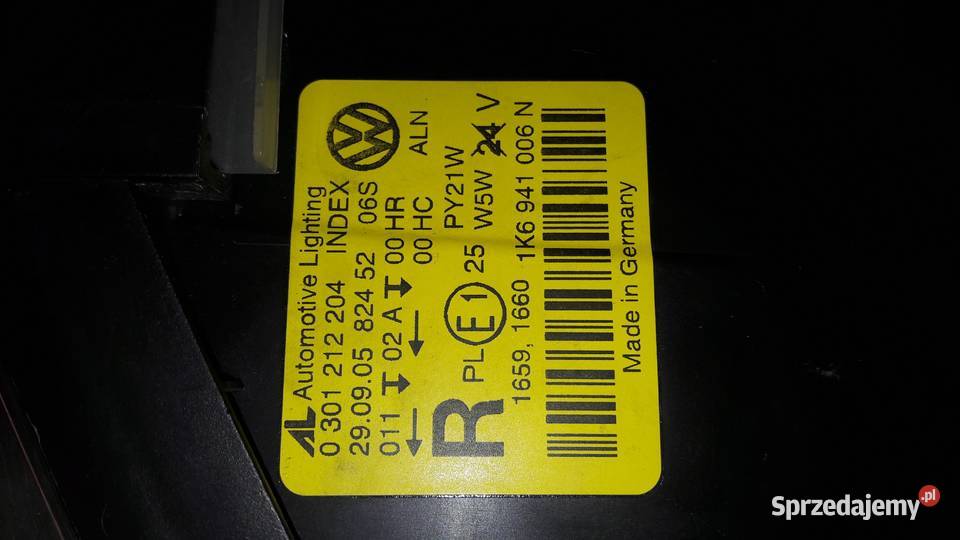 AL Automotive Lighting
0 301 212 204 INDEX
29.09.05 824 52 06S
011 02 A 00 HR
00 HC ALN
R PL E1 25 W5W 24 V
PY21W
1659, 1660 1K6 941 006 N
Made in Germany
Sprzedajemy.pl